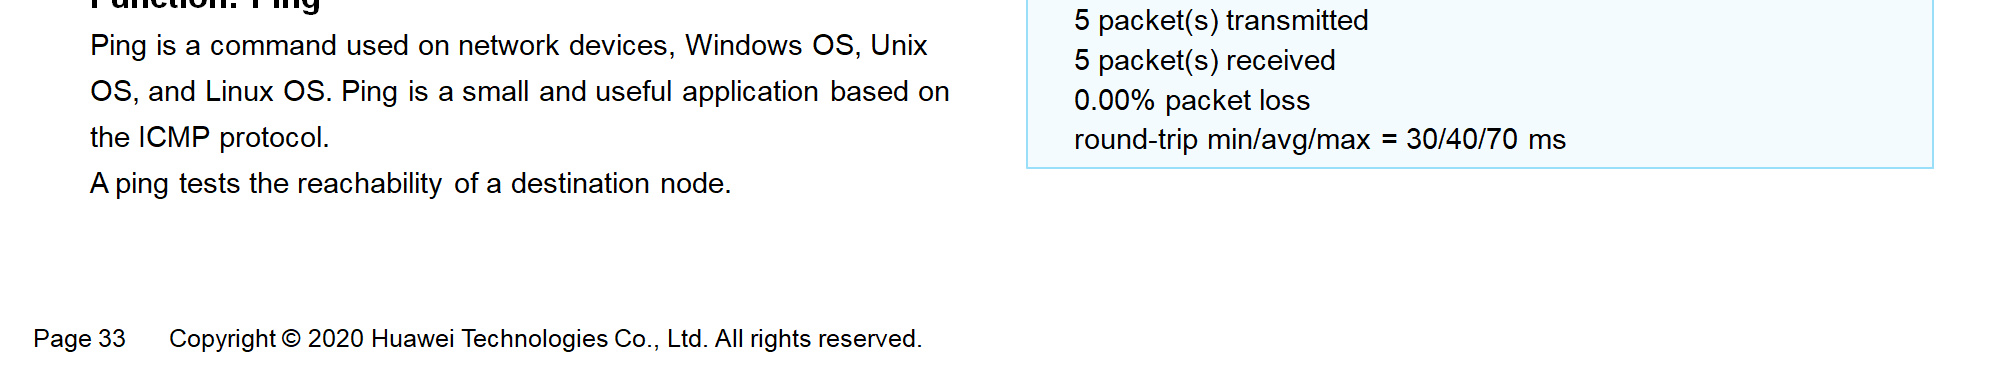 Function: Ping
Ping is a command used on network devices, Windows OS, Unix
OS, and Linux OS. Ping is a small and useful application based on
the ICMP protocol.
A ping tests the reachability of a destination node.
5 packet(s) transmitted
5 packet(s) received
0.00% packet loss
round-trip min/avg/max = 30/40/70 ms
Page 33 Copyright © 2020 Huawei Technologies Co., Ltd. All rights reserved.